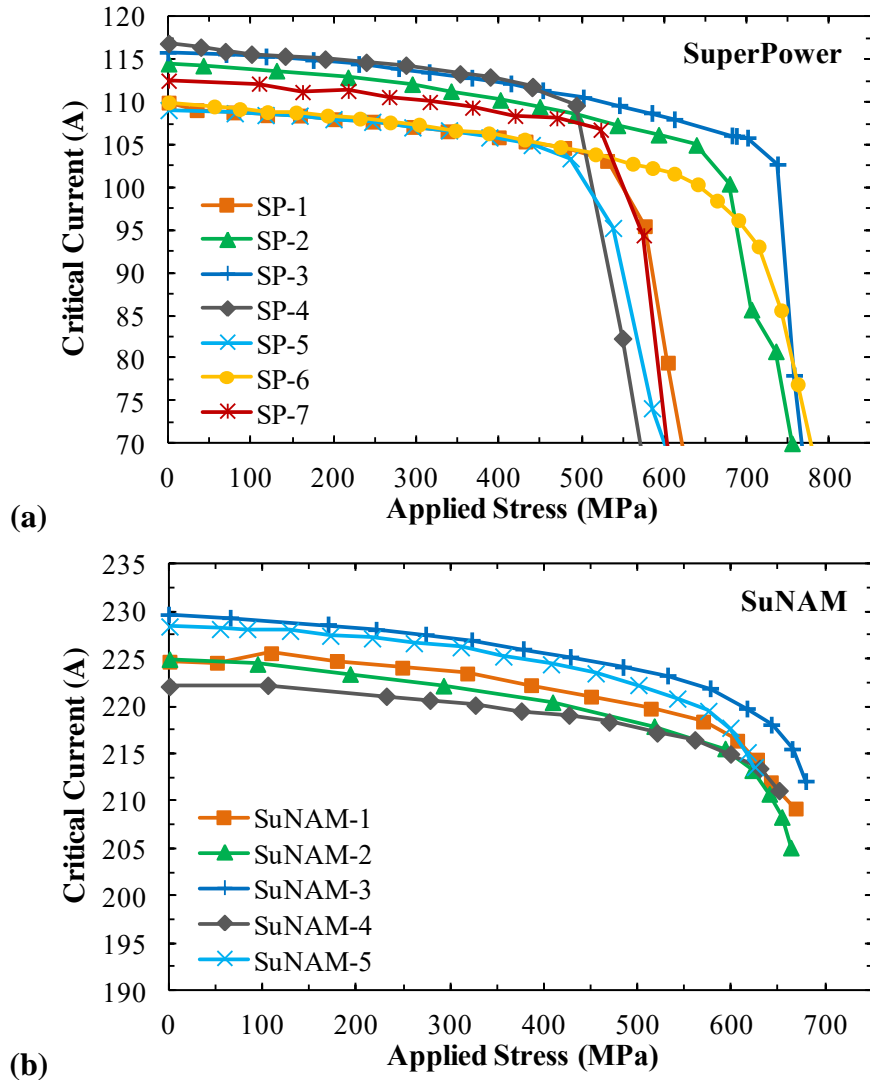 SuperPower
120
115
110
105
100
95
90
85
80
75
70
Critical Current (A)
SP-1
SP-2
SP-3
SP-4
SP-5
SP-6
SP-7
0 100 200 300 400 500 600 700 800
Applied Stress (MPa)
(a)
SuNAM
235
230
225
220
215
210
205
200
195
190
Critical Current (A)
SuNAM-1
SuNAM-2
SuNAM-3
SuNAM-4
SuNAM-5
0 100 200 300 400 500 600 700
Applied Stress (MPa)
(b)